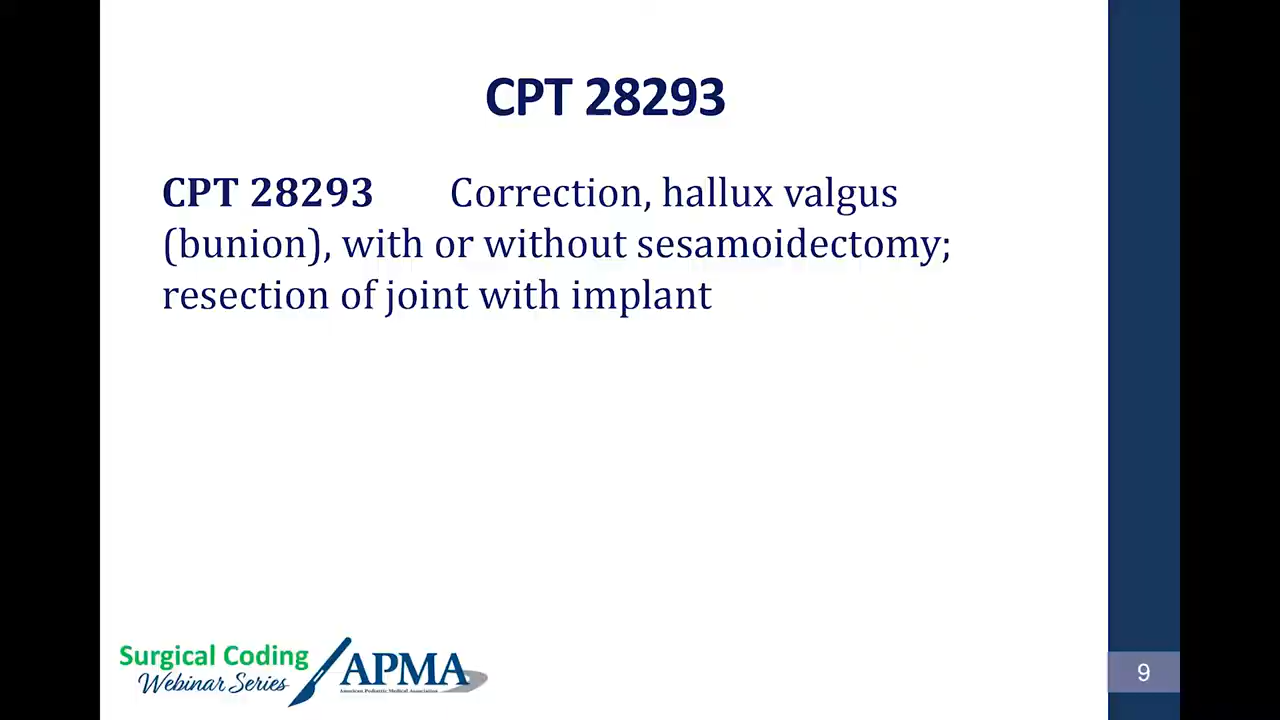 CPT 28293
CPT 28293 Correction, hallux valgus
(bunion), with or without sesamoidectomy;
resection of joint with implant
Surgical Coding
Webinar Series
APMA
American Podiatric Medical Association
9